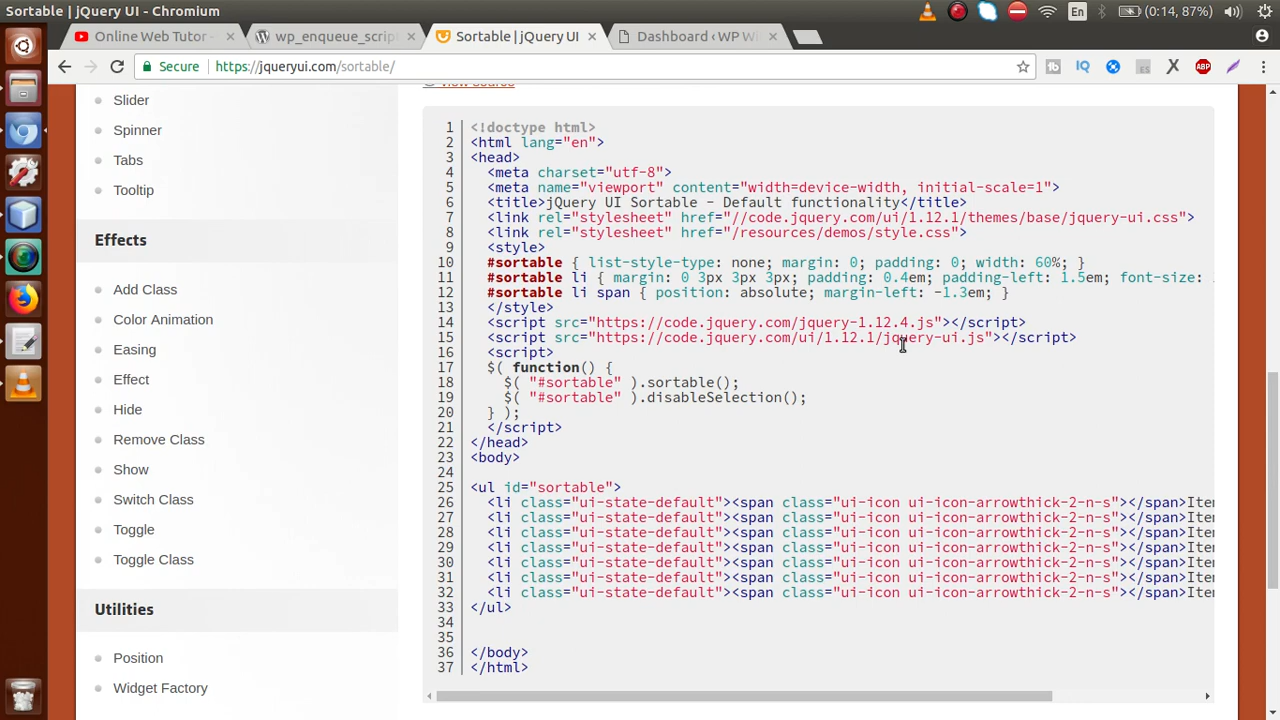 Sortable | jQuery UI - Chromium
En
(0:14, 87%)
Online Web Tutor -
wp_enqueue_scrip
Sortable | jQuery UI
Dashboard ‹ WP Wi
Secure
https://jqueryui.com/sortable/
fb
IQ
ABP
view source
Slider
Spinner
Tabs
Tooltip
Effects
Add Class
Color Animation
Easing
Effect
Hide
Remove Class
Show
Switch Class
Toggle
Toggle Class
Utilities
Position
Widget Factory
1 <!doctype html>
2 <html lang="en">
3 <head>
4 <meta charset="utf-8">
5 <meta name="viewport" content="width=device-width, initial-scale=1">
6 <title>jQuery UI Sortable - Default functionality</title>
7 <link rel="stylesheet" href="//code.jquery.com/ui/1.12.1/themes/base/jquery-ui.css">
8 <link rel="stylesheet" href="/resources/demos/style.css">
9 <style>
10 #sortable { list-style-type: none; margin: 0; padding: 0; width: 60%; }
11 #sortable li { margin: 0 3px 3px 3px; padding: 0.4em; padding-left: 1.5em; font-size:
12 #sortable li span { position: absolute; margin-left: -1.3em; }
13 </style>
14 <script src="https://code.jquery.com/jquery-1.12.4.js"></script>
15 <script src="https://code.jquery.com/ui/1.12.1/jquery-ui.js"></script>
16 <script>
17 $( function() {
18 $( "#sortable" ).sortable();
19 $( "#sortable" ).disableSelection();
20 } );
21 </script>
22 </head>
23 <body>
24
25 <ul id="sortable">
26 <li class="ui-state-default"><span class="ui-icon ui-icon-arrowthick-2-n-s"></span>Item
27 <li class="ui-state-default"><span class="ui-icon ui-icon-arrowthick-2-n-s"></span>Item
28 <li class="ui-state-default"><span class="ui-icon ui-icon-arrowthick-2-n-s"></span>Item
29 <li class="ui-state-default"><span class="ui-icon ui-icon-arrowthick-2-n-s"></span>Item
30 <li class="ui-state-default"><span class="ui-icon ui-icon-arrowthick-2-n-s"></span>Item
31 <li class="ui-state-default"><span class="ui-icon ui-icon-arrowthick-2-n-s"></span>Item
32 <li class="ui-state-default"><span class="ui-icon ui-icon-arrowthick-2-n-s"></span>Item
33 </ul>
34
35
36 </body>
37 </html>